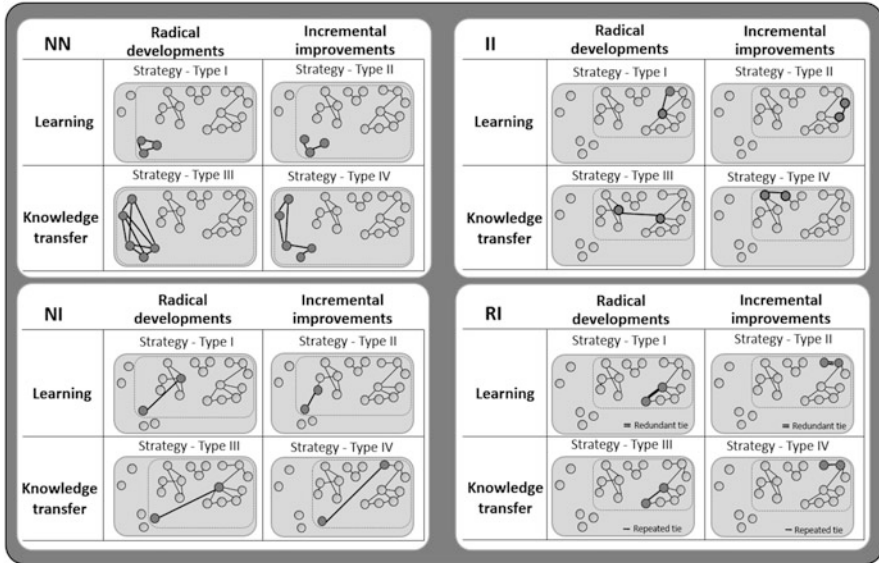 NN
Radical
developments
Incremental
improvements
Strategy - Type I
Strategy - Type II
Learning
Strategy - Type III
Strategy - Type IV
Knowledge
transfer
II
Radical
developments
Incremental
improvements
Strategy - Type I
Strategy - Type II
Learning
Strategy - Type III
Strategy - Type IV
Knowledge
transfer
NI
Radical
developments
Incremental
improvements
Strategy - Type I
Strategy - Type II
Learning
Strategy - Type III
Strategy - Type IV
Knowledge
transfer
RI
Radical
developments
Incremental
improvements
Strategy - Type I
Strategy - Type II
Learning
= Redundant tie
= Redundant tie
Strategy - Type III
Strategy - Type IV
Knowledge
transfer
– Repeated tie
– Repeated tie